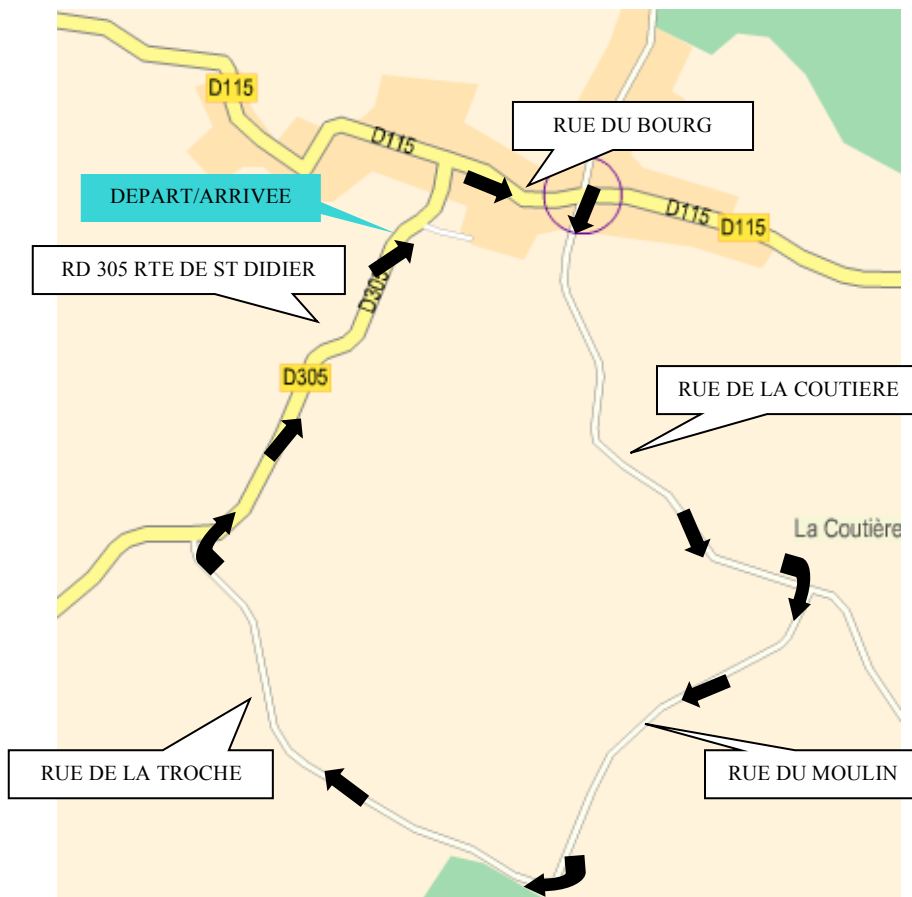 D115
RUE DU BOURG
D115
DEPART/ARRIVEE
D115
D115
RD 305 RTE DE ST DIDIER
D305
D305
RUE DE LA COUTIERE
La Coutière
RUE DE LA TROCHE
RUE DU MOULIN